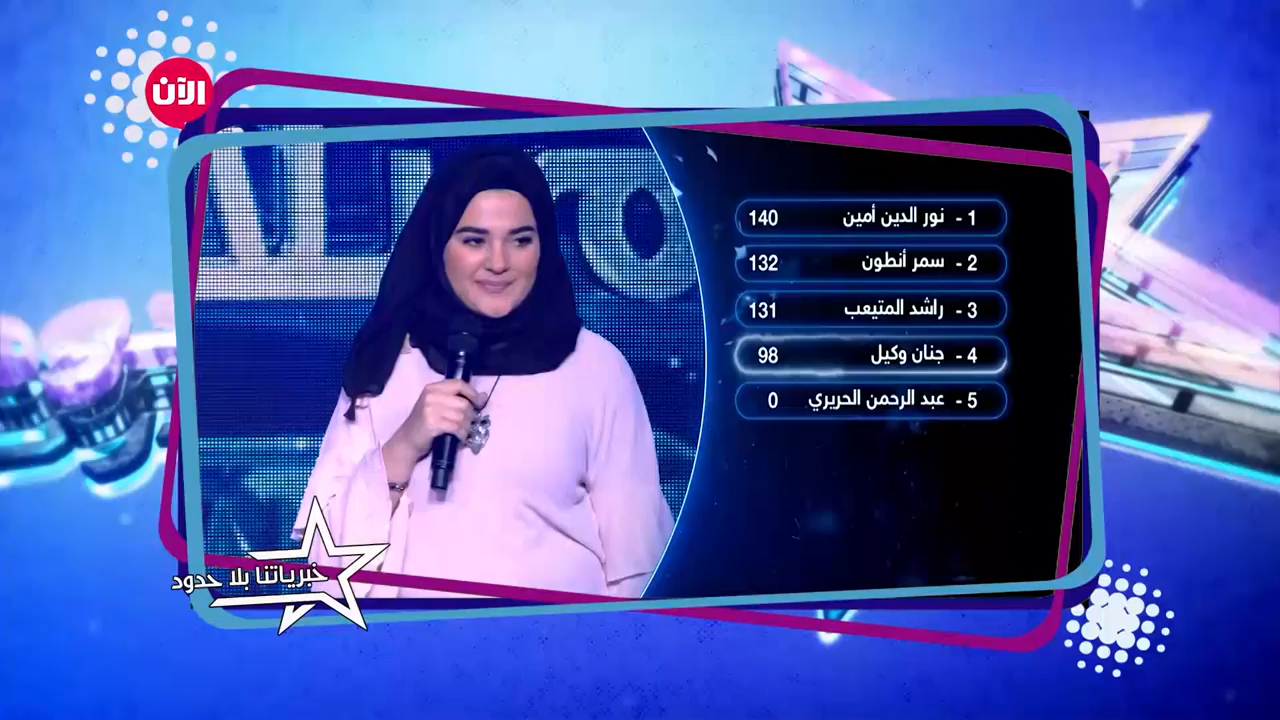 الآن
1 - نور الدين أمين 140
2 - سمر أنطون 132
3 - راشد المتيعب 131
4 - جنان وكيل 98
5 - عبد الرحمن الحريري 0
خبرياتنا بلا حدود